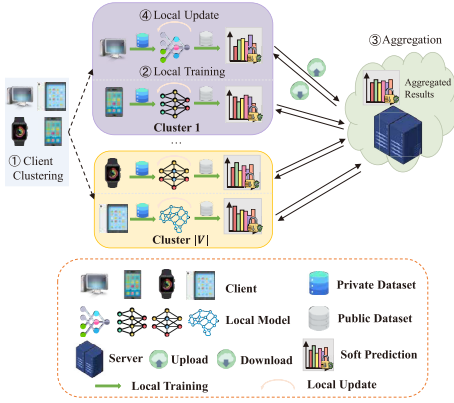 ④ Local Update
② Local Training
Cluster 1
① Client
Clustering
...
Cluster |V|
③ Aggregation
Aggregated
Results
Client
Private Dataset
Local Model
Public Dataset
Server
Upload
Download
Soft Prediction
Local Training
Local Update